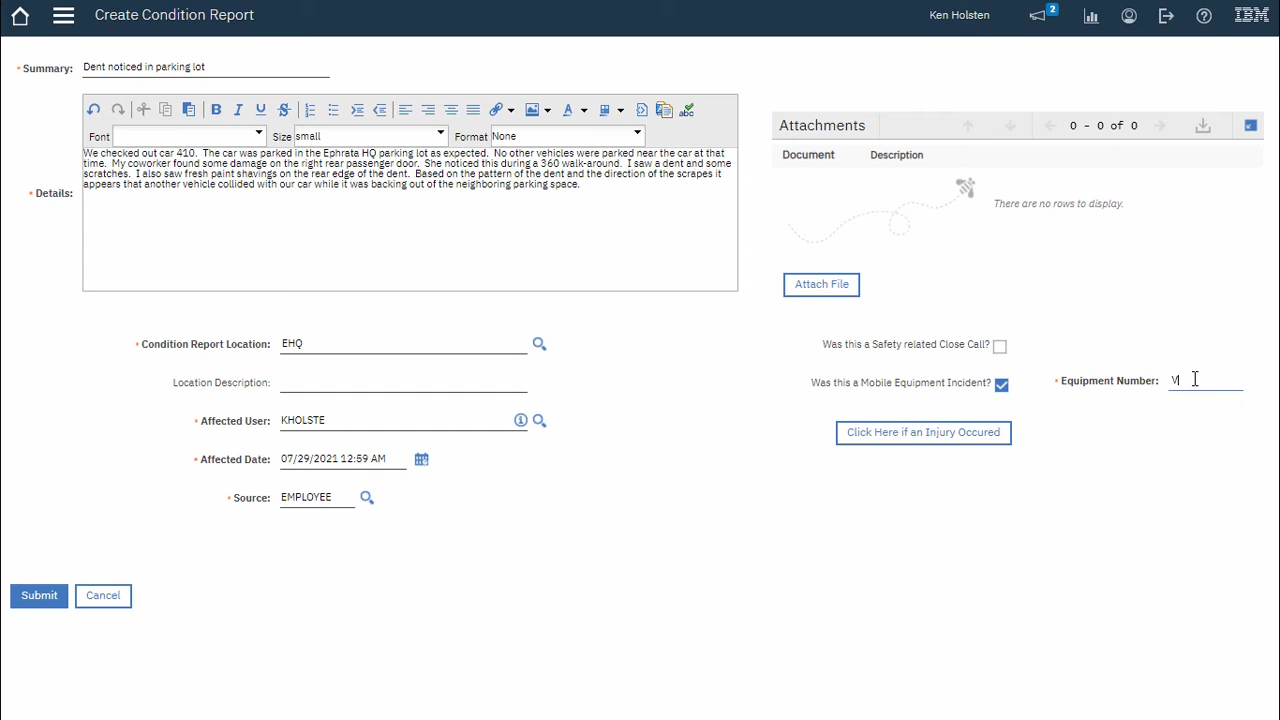 Create Condition Report
Ken Holsten
2
IBM
* Summary: Dent noticed in parking lot
B I U S
Font Size small Format None
* Details:
We checked out car 410. The car was parked in the Ephrata HQ parking lot as expected. No other vehicles were parked near the car at that
time. My coworker found some damage on the right rear passenger door. She noticed this during a 360 walk-around. I saw a dent and some
scratches. I also saw fresh paint shavings on the rear edge of the dent. Based on the pattern of the dent and the direction of the scrapes it
appears that another vehicle collided with our car while it was backing out of the neighboring parking space.
Attachments 0 - 0 of 0
Document Description
There are no rows to display.
Attach File
* Condition Report Location: EHQ
Location Description:
* Affected User: KHOLSTE
* Affected Date: 07/29/2021 12:59 AM
* Source: EMPLOYEE
Was this a Safety related Close Call?
Was this a Mobile Equipment Incident?
* Equipment Number: V
Click Here if an Injury Occured
Submit
Cancel